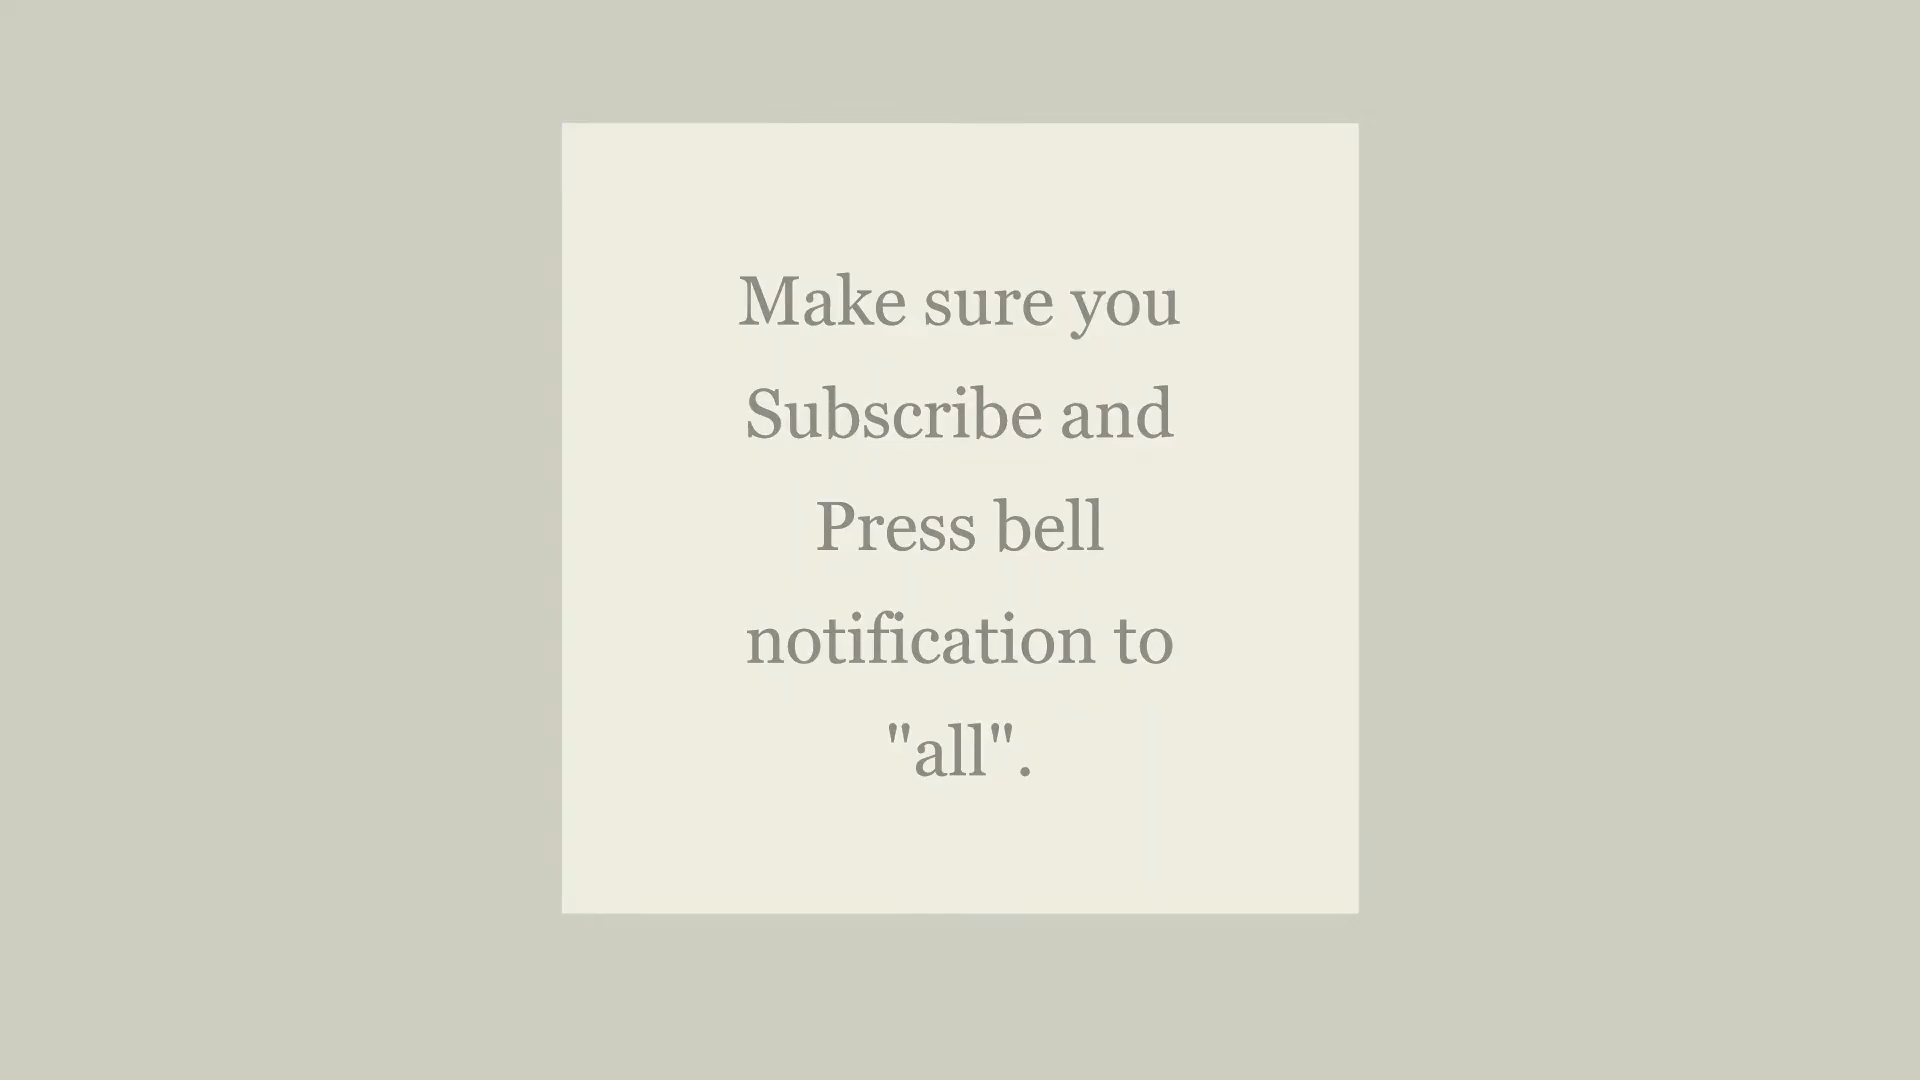 Make sure you
Subscribe and
Press bell
notification to
"all".